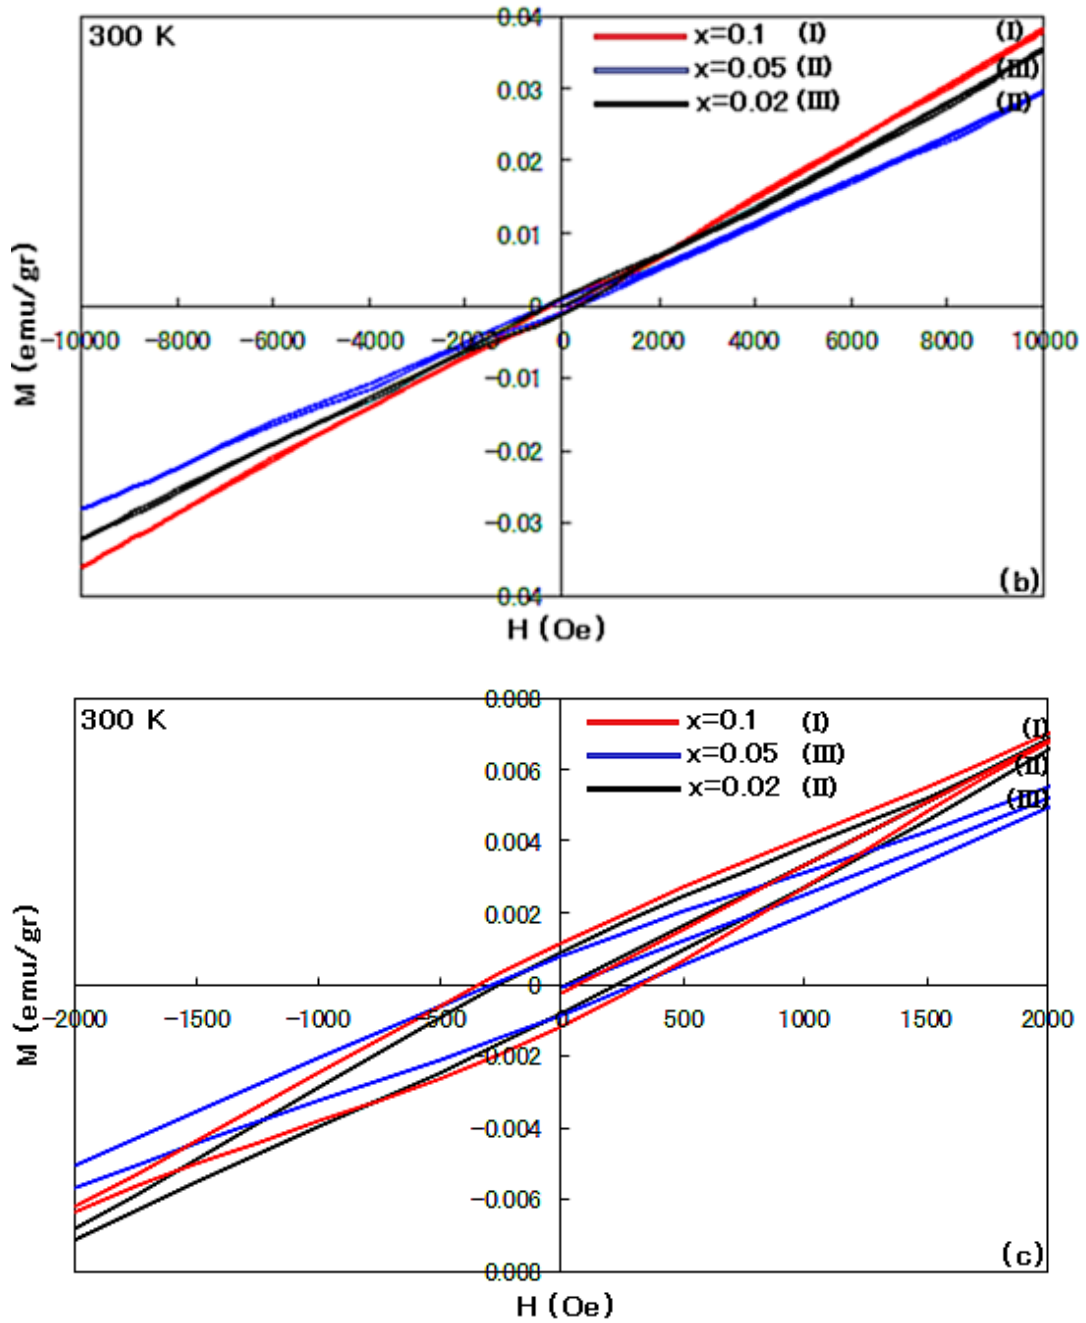 0.04
300 K
x=0.1 (I) (I)
x=0.05 (II) (III)
x=0.02 (III) (II)
0.03
0.02
0.01
0
-10000 -8000 -6000 -4000 -2000 0 2000 4000 6000 8000 10000
-0.01
-0.02
-0.03
0.04
(b)
M (emu/gr)
H (Oe)
0.008
300 K
x=0.1 (I) (I)
x=0.05 (III) (II)
x=0.02 (II) (III)
0.006
0.004
0.002
0
-2000 -1500 -1000 -500 0 500 1000 1500 2000
-0.002
-0.004
-0.006
0.008
(c)
M (emu/gr)
H (Oe)